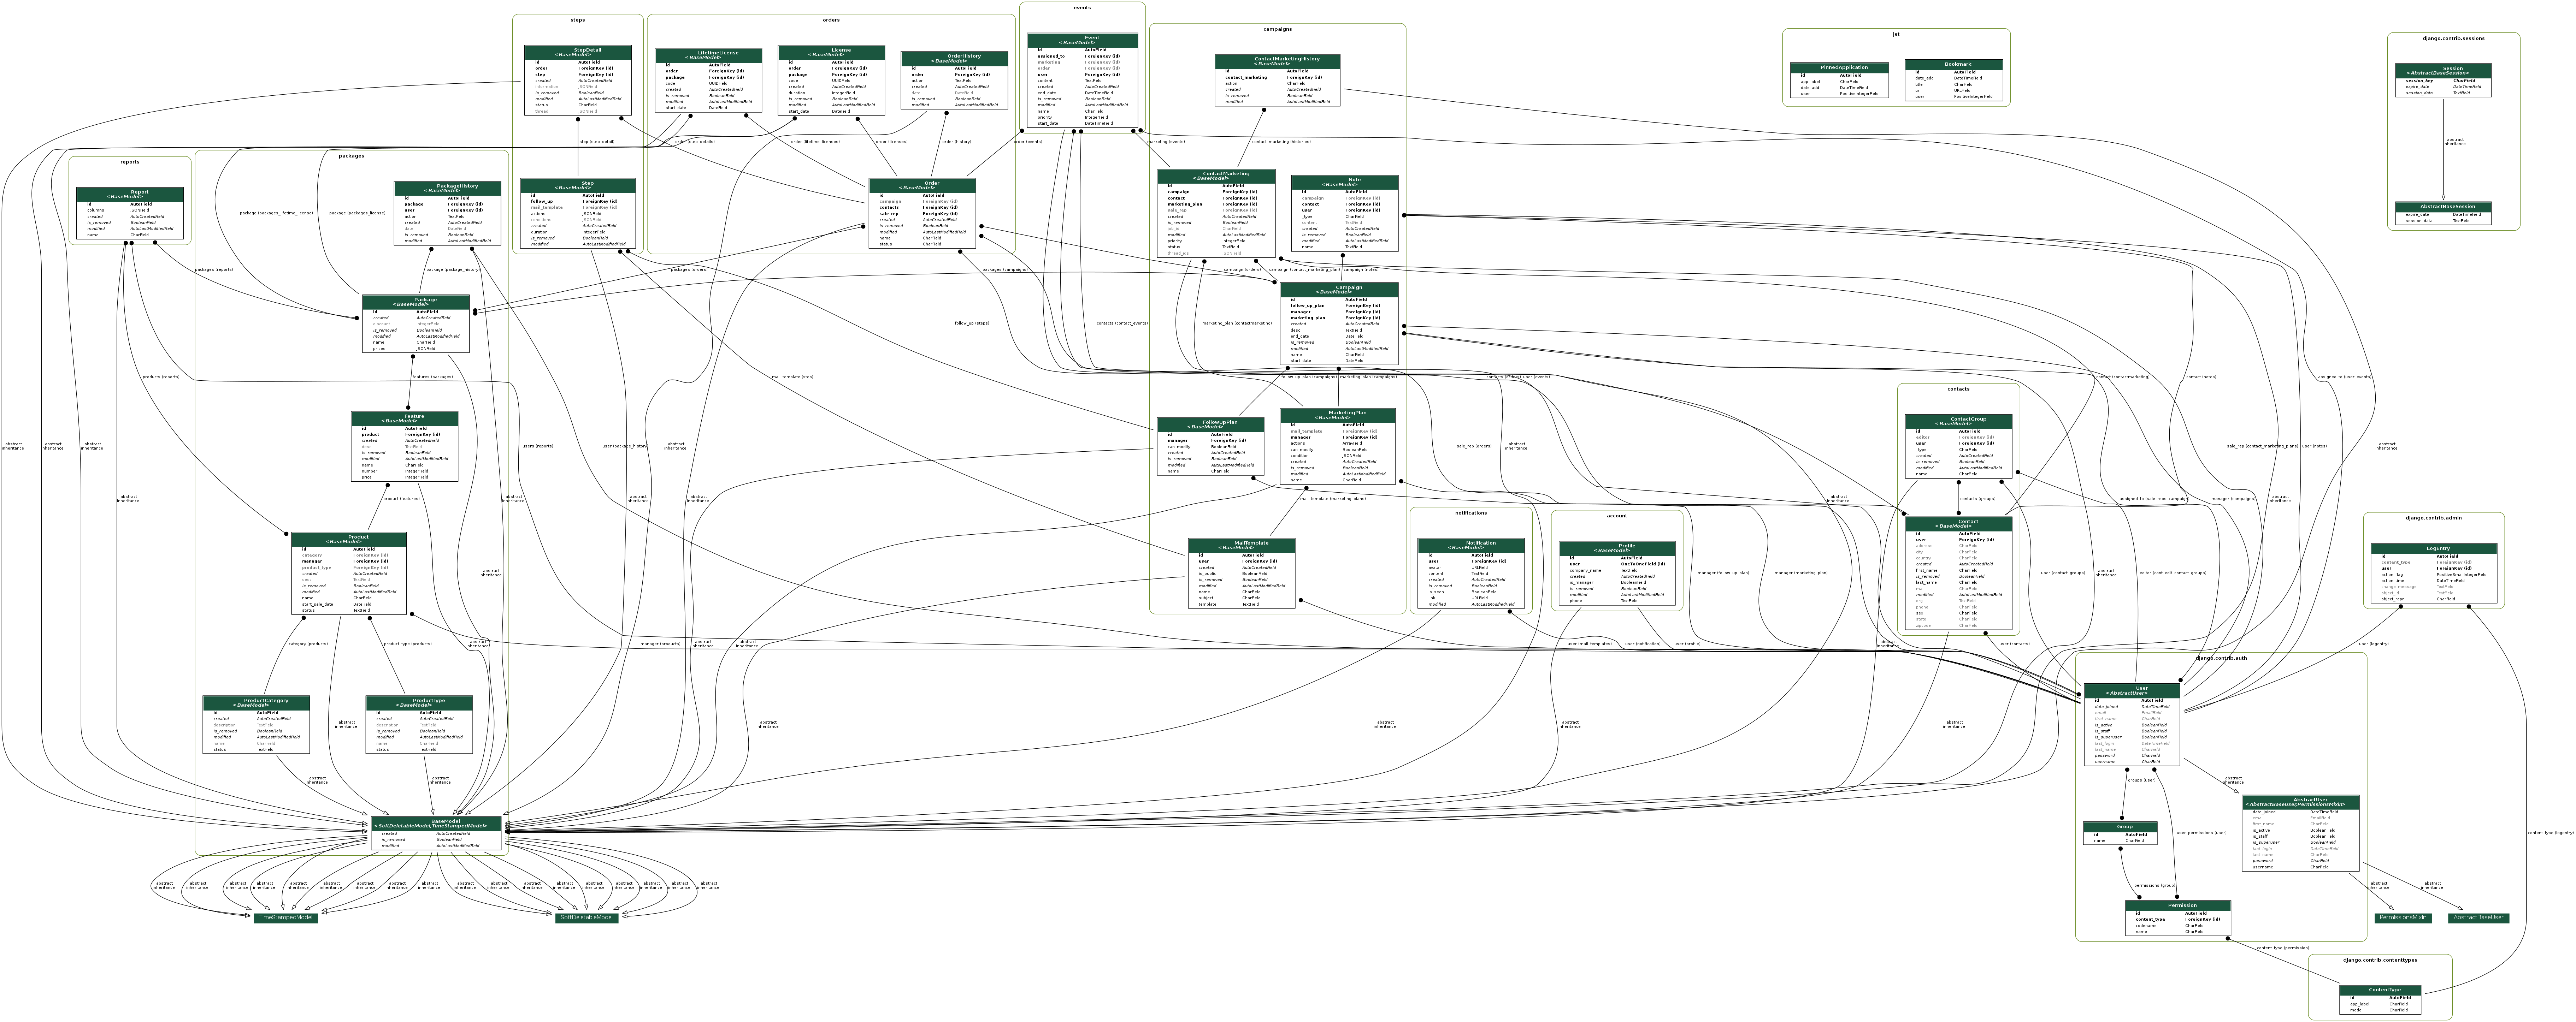 steps
StepDetail
<BaseModel>
id AutoField
order ForeignKey (id)
step ForeignKey (id)
created AutoCreatedField
information JSONField
is_removed BooleanField
modified AutoLastModifiedField
status CharField
thread JSONField
orders
LifetimeLicense
<BaseModel>
id AutoField
order ForeignKey (id)
package ForeignKey (id)
code UUIDField
created AutoCreatedField
is_removed BooleanField
modified AutoLastModifiedField
start_date DateField
License
<BaseModel>
id AutoField
order ForeignKey (id)
package ForeignKey (id)
code UUIDField
created AutoCreatedField
duration IntegerField
is_removed BooleanField
modified AutoLastModifiedField
start_date DateField
OrderHistory
<BaseModel>
id AutoField
order ForeignKey (id)
action TextField
created AutoCreatedField
date DateField
is_removed BooleanField
modified AutoLastModifiedField
events
Event
<BaseModel>
id AutoField
assigned_to ForeignKey (id)
marketing ForeignKey (id)
order ForeignKey (id)
user ForeignKey (id)
content TextField
created AutoCreatedField
end_date DateTimeField
is_removed BooleanField
modified AutoLastModifiedField
name CharField
priority IntegerField
start_date DateTimeField
campaigns
ContactMarketingHistory
<BaseModel>
id AutoField
contact_marketing ForeignKey (id)
action CharField
created AutoCreatedField
is_removed BooleanField
modified AutoLastModifiedField
jet
PinnedApplication
id AutoField
app_label CharField
date_add DateTimeField
user PositiveIntegerField
Bookmark
id AutoField
date_add DateTimeField
title CharField
url URLField
user PositiveIntegerField
django.contrib.sessions
Session
<AbstractBaseSession>
session_key CharField
expire_date DateTimeField
session_data TextField
abstract
inheritance
AbstractBaseSession
expire_date DateTimeField
session_data TextField
step (step_detail)
order (step_details)
order (lifetime_licenses)
order (licenses)
order (history)
order (events)
marketing (events)
contact_marketing (histories)
reports
Report
<BaseModel>
id AutoField
columns JSONField
created AutoCreatedField
is_removed BooleanField
modified AutoLastModifiedField
name CharField
packages
PackageHistory
<BaseModel>
id AutoField
package ForeignKey (id)
user ForeignKey (id)
action TextField
created AutoCreatedField
date DateField
is_removed BooleanField
modified AutoLastModifiedField
Step
<BaseModel>
id AutoField
follow_up ForeignKey (id)
mail_template ForeignKey (id)
actions JSONField
conditions JSONField
created AutoCreatedField
duration IntegerField
is_removed BooleanField
modified AutoLastModifiedField
Order
<BaseModel>
id AutoField
campaign ForeignKey (id)
contacts ForeignKey (id)
sale_rep ForeignKey (id)
created AutoCreatedField
is_removed BooleanField
modified AutoLastModifiedField
name CharField
status CharField
ContactMarketing
<BaseModel>
id AutoField
campaign ForeignKey (id)
contact ForeignKey (id)
marketing_plan ForeignKey (id)
sale_rep ForeignKey (id)
created AutoCreatedField
is_removed BooleanField
job_id CharField
modified AutoLastModifiedField
priority IntegerField
status TextField
thread_ids JSONField
Note
<BaseModel>
id AutoField
campaign ForeignKey (id)
contact ForeignKey (id)
user ForeignKey (id)
_type CharField
content TextField
created AutoCreatedField
is_removed BooleanField
modified AutoLastModifiedField
name TextField
package (packages_lifetime_license)
package (packages_license)
packages (reports)
package (package_history)
packages (orders)
packages (campaigns)
campaign (orders)
campaign (contact_marketing_plan)
campaign (notes)
Package
<BaseModel>
id AutoField
created AutoCreatedField
discount IntegerField
is_removed BooleanField
modified AutoLastModifiedField
name CharField
prices JSONField
Campaign
<BaseModel>
id AutoField
follow_up_plan ForeignKey (id)
manager ForeignKey (id)
marketing_plan ForeignKey (id)
created AutoCreatedField
desc TextField
end_date DateField
is_removed BooleanField
modified AutoLastModifiedField
name CharField
start_date DateField
follow_up (steps)
contacts (contact_events)
marketing_plan (contactmarketing)
products (reports)
features (packages)
mail_template (step)
follow_up_plan (campaigns)
marketing_plan (campaigns)
contacts (orders)
user (events)
contact (contactmarketing)
contact (notes)
assigned_to (user_events)
Feature
<BaseModel>
id AutoField
product ForeignKey (id)
created AutoCreatedField
desc TextField
is_removed BooleanField
modified AutoLastModifiedField
name CharField
number IntegerField
price IntegerField
FollowUpPlan
<BaseModel>
id AutoField
manager ForeignKey (id)
can_modify BooleanField
created AutoCreatedField
is_removed BooleanField
modified AutoLastModifiedField
name CharField
MarketingPlan
<BaseModel>
id AutoField
mail_template ForeignKey (id)
manager ForeignKey (id)
actions ArrayField
can_modify BooleanField
condition JSONField
created AutoCreatedField
is_removed BooleanField
modified AutoLastModifiedField
name CharField
contacts
ContactGroup
<BaseModel>
id AutoField
editor ForeignKey (id)
user ForeignKey (id)
_type CharField
created AutoCreatedField
is_removed BooleanField
modified AutoLastModifiedField
name CharField
users (reports)
user (package_history)
sale_rep (orders)
sale_rep (contact_marketing_plans)
user (notes)
abstract
inheritance
product (features)
mail_template (marketing_plans)
contacts (groups)
assigned_to (sale_reps_campaign)
manager (campaigns)
Product
<BaseModel>
id AutoField
category ForeignKey (id)
manager ForeignKey (id)
product_type ForeignKey (id)
created AutoCreatedField
desc TextField
is_removed BooleanField
modified AutoLastModifiedField
name CharField
start_sale_date DateField
status TextField
MailTemplate
<BaseModel>
id AutoField
user ForeignKey (id)
created AutoCreatedField
is_public BooleanField
is_removed BooleanField
modified AutoLastModifiedField
name CharField
subject CharField
template TextField
notifications
Notification
<BaseModel>
id AutoField
user ForeignKey (id)
avatar URLField
content TextField
created AutoCreatedField
is_removed BooleanField
is_seen BooleanField
link URLField
modified AutoLastModifiedField
account
Profile
<BaseModel>
id AutoField
user OneToOneField (id)
company_name TextField
created AutoCreatedField
is_manager BooleanField
is_removed BooleanField
modified AutoLastModifiedField
phone TextField
Contact
<BaseModel>
id AutoField
user ForeignKey (id)
address CharField
city CharField
country CharField
created AutoCreatedField
first_name CharField
is_removed BooleanField
last_name CharField
mail CharField
modified AutoLastModifiedField
org TextField
phone CharField
sex CharField
state CharField
zipcode CharField
django.contrib.admin
LogEntry
id AutoField
content_type ForeignKey (id)
user ForeignKey (id)
action_flag PositiveSmallIntegerField
action_time DateTimeField
change_message TextField
object_id TextField
object_repr CharField
manager (follow_up_plan)
manager (marketing_plan)
user (contact_groups)
editor (cant_edit_contact_groups)
category (products)
product_type (products)
manager (products)
user (mail_templates)
user (notification)
user (profile)
user (contacts)
user (logentry)
ProductCategory
<BaseModel>
id AutoField
created AutoCreatedField
description TextField
is_removed BooleanField
modified AutoLastModifiedField
name CharField
status TextField
ProductType
<BaseModel>
id AutoField
created AutoCreatedField
description TextField
is_removed BooleanField
modified AutoLastModifiedField
name CharField
status TextField
django.contrib.auth
User
<AbstractUser>
id AutoField
date_joined DateTimeField
email EmailField
first_name CharField
is_active BooleanField
is_staff BooleanField
is_superuser BooleanField
last_login DateTimeField
last_name CharField
password CharField
username CharField
groups (user)
user_permissions (user)
abstract
inheritance
AbstractUser
<AbstractBaseUser,PermissionsMixin>
date_joined DateTimeField
email EmailField
first_name CharField
is_active BooleanField
is_staff BooleanField
is_superuser BooleanField
last_login DateTimeField
last_name CharField
password CharField
username CharField
BaseModel
<SoftDeletableModel,TimeStampedModel>
created AutoCreatedField
is_removed BooleanField
modified AutoLastModifiedField
Group
id AutoField
name CharField
content_type (logentry)
permissions (group)
abstract
inheritance
TimeStampedModel
SoftDeletableModel
Permission
id AutoField
content_type ForeignKey (id)
codename CharField
name CharField
PermissionsMixin
AbstractBaseUser
content_type (permission)
django.contrib.contenttypes
ContentType
id AutoField
app_label CharField
model CharField